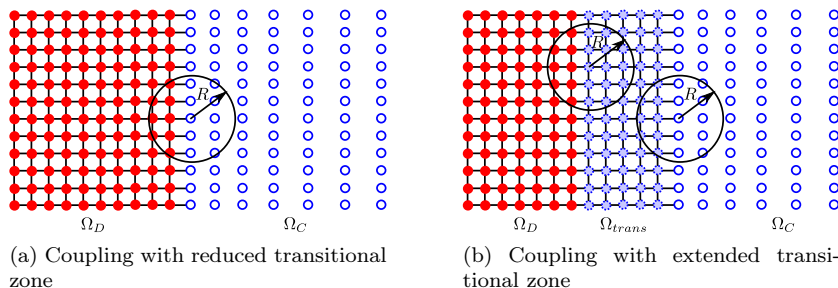 R
R
R
Ω_D
Ω_C
Ω_D
Ω_trans
Ω_C
(a) Coupling with reduced transitional
zone
(b) Coupling with extended transi-
tional zone